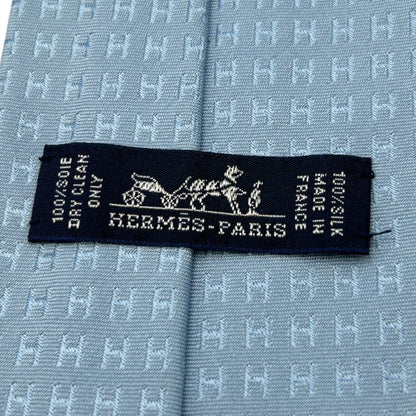 100%SOIE
DRY CLEAN
ONLY
HERMÈS-PARIS
100%SILK
MADE IN
FRANCE